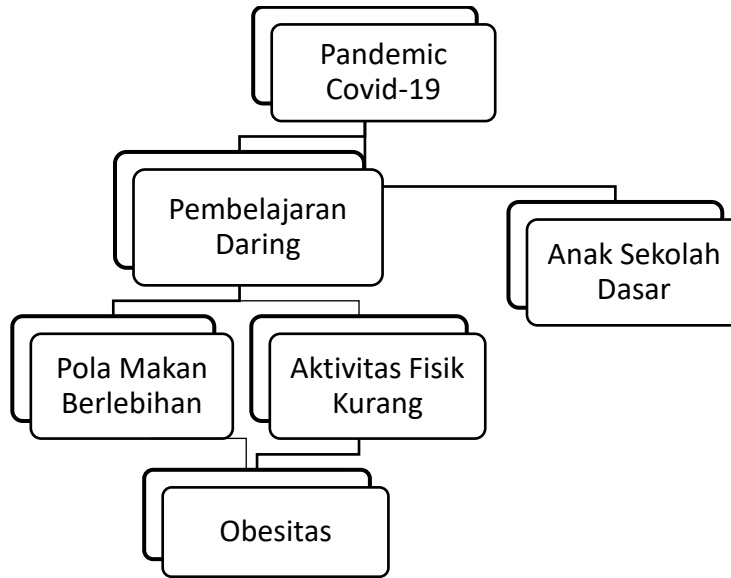 Pandemic
Covid-19
Pembelajaran
Daring
Anak Sekolah
Dasar
Pola Makan
Berlebihan
Aktivitas Fisik
Kurang
Obesitas